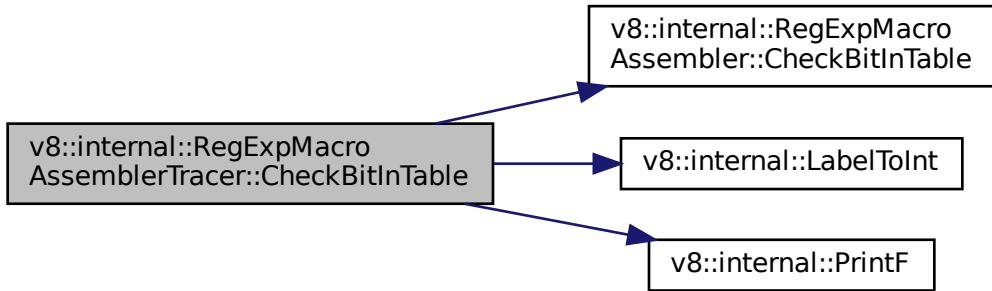 v8::internal::RegExpMacro
AssemblerTracer::CheckBitInTable
v8::internal::RegExpMacro
Assembler::CheckBitInTable
v8::internal::LabelToInt
v8::internal::PrintF